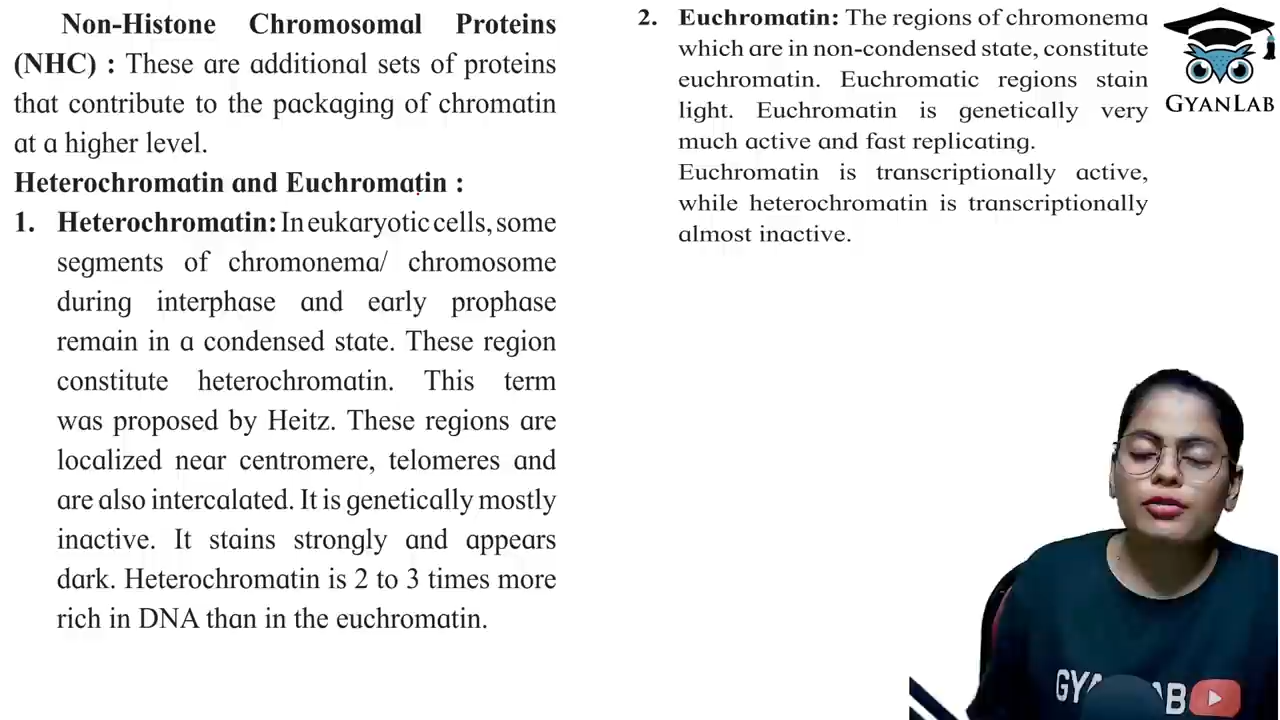 Non-Histone Chromosomal Proteins
(NHC) : These are additional sets of proteins
that contribute to the packaging of chromatin
at a higher level.
Heterochromatin and Euchromatin :
1. Heterochromatin: In eukaryotic cells, some
segments of chromonema/ chromosome
during interphase and early prophase
remain in a condensed state. These region
constitute heterochromatin. This term
was proposed by Heitz. These regions are
localized near centromere, telomeres and
are also intercalated. It is genetically mostly
inactive. It stains strongly and appears
dark. Heterochromatin is 2 to 3 times more
rich in DNA than in the euchromatin.
2. Euchromatin: The regions of chromonema
which are in non-condensed state, constitute
euchromatin. Euchromatic regions stain
light. Euchromatin is genetically very
much active and fast replicating.
Euchromatin is transcriptionally active,
while heterochromatin is transcriptionally
almost inactive.
GYANLAB